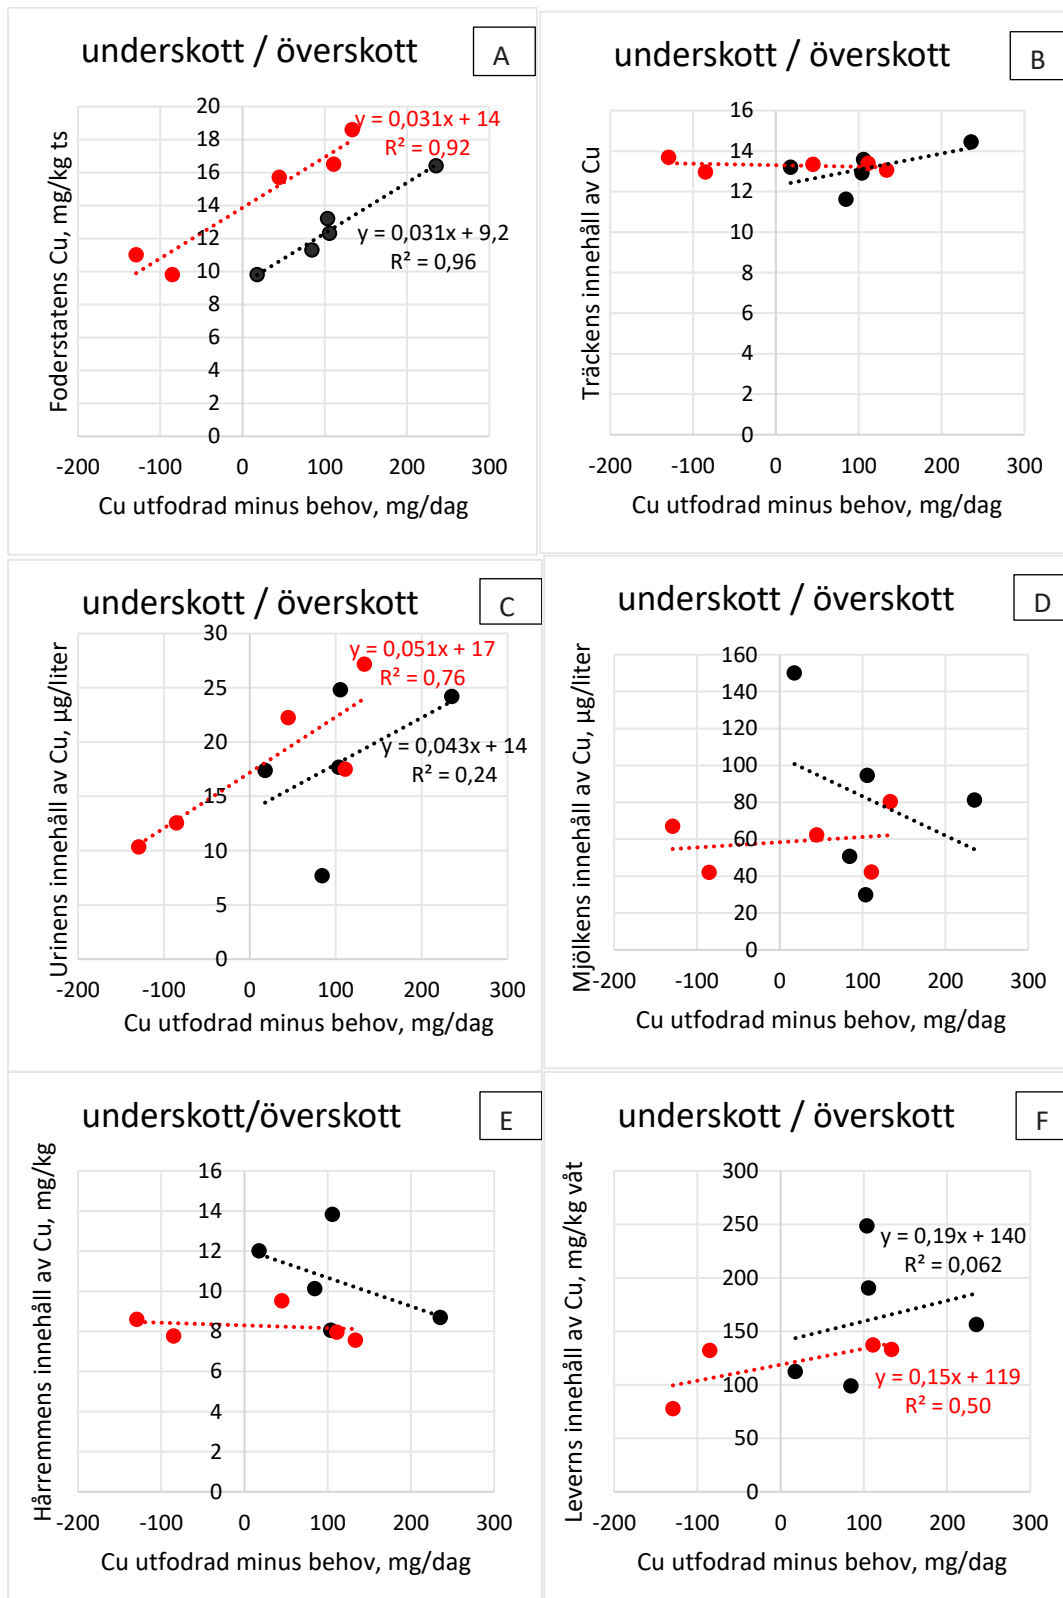 underskott / överskott
A
Foderstatens Cu, mg/kg ts
20
18
16
14
12
10
8
6
4
2
0
y = 0,031x + 14
R² = 0,92
y = 0,031x + 9,2
R² = 0,96
-200 -100 0 100 200 300
Cu utfodrad minus behov, mg/dag
underskott / överskott
B
Träckens innehåll av Cu
16
14
12
10
8
6
4
2
0
-200 -100 0 100 200 300
Cu utfodrad minus behov, mg/dag
underskott / överskott
C
Urinens innehåll av Cu, µg/liter
30
25
20
15
10
5
0
y = 0,051x + 17
R² = 0,76
y = 0,043x + 14
R² = 0,24
-200 -100 0 100 200 300
Cu utfodrad minus behov, mg/dag
underskott / överskott
D
Mjölkens innehåll av Cu, µg/liter
160
140
120
100
80
60
40
20
0
-200 -100 0 100 200 300
Cu utfodrad minus behov, mg/dag
underskott/överskott
E
Hårremmens innehåll av Cu, mg/kg
16
14
12
10
8
6
4
2
0
-200 -100 0 100 200 300
Cu utfodrad minus behov, mg/dag
underskott / överskott
F
Leverns innehåll av Cu, mg/kg våt
300
250
200
150
100
50
0
y = 0,19x + 140
R² = 0,062
y = 0,15x + 119
R² = 0,50
-200 -100 0 100 200 300
Cu utfodrad minus behov, mg/dag